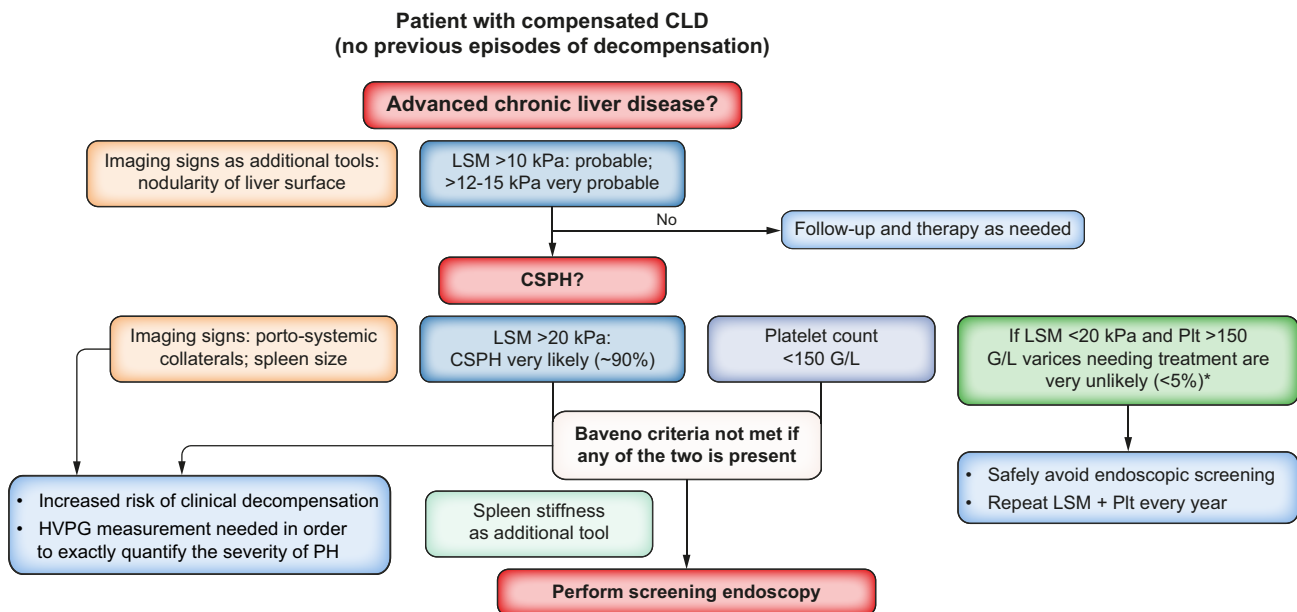 Patient with compensated CLD
(no previous episodes of decompensation)
Advanced chronic liver disease?
Imaging signs as additional tools:
nodularity of liver surface
LSM >10 kPa: probable;
>12-15 kPa very probable
No
Follow-up and therapy as needed
CSPH?
Imaging signs: porto-systemic
collaterals; spleen size
LSM >20 kPa:
CSPH very likely (~90%)
Platelet count
<150 G/L
If LSM <20 kPa and Plt >150
G/L varices needing treatment are
very unlikely (<5%)*
Baveno criteria not met if
any of the two is present
• Increased risk of clinical decompensation
• HVPG measurement needed in order
to exactly quantify the severity of PH
Spleen stiffness
as additional tool
• Safely avoid endoscopic screening
• Repeat LSM + Plt every year
Perform screening endoscopy